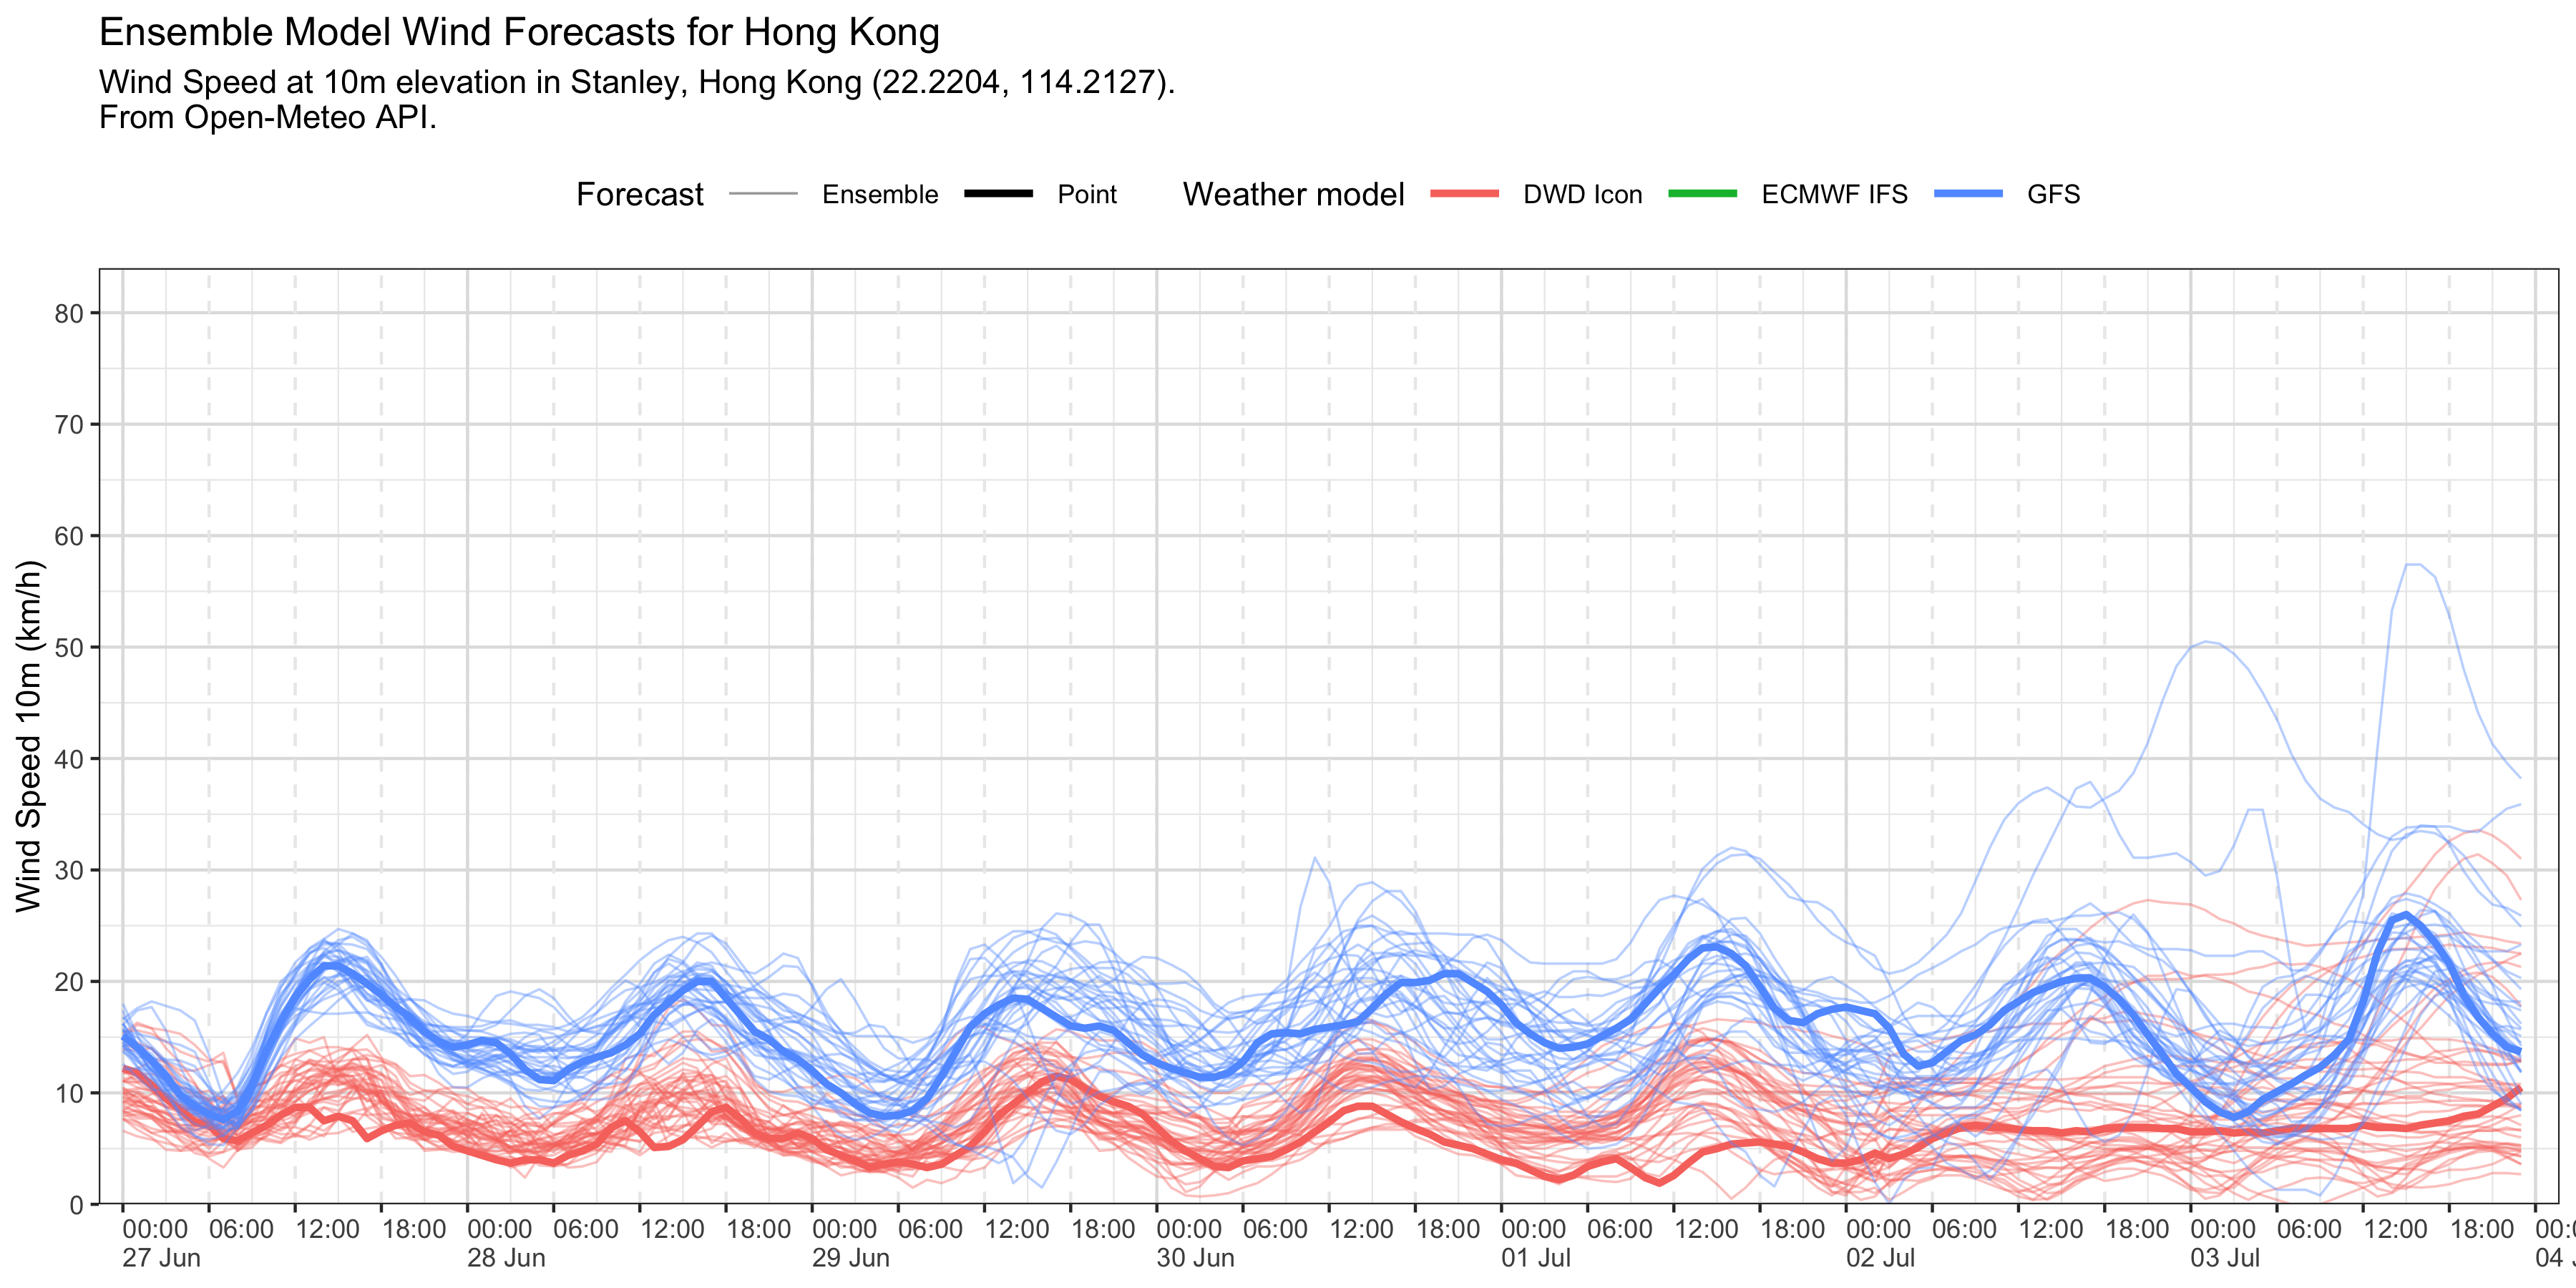 Ensemble Model Wind Forecasts for Hong Kong
Wind Speed at 10m elevation in Stanley, Hong Kong (22.2204, 114.2127).
From Open-Meteo API.
Forecast Ensemble Point Weather model DWD Icon ECMWF IFS GFS
Wind Speed 10m (km/h)
80
70
60
50
40
30
20
10
0
00:00 06:00 12:00 18:00 00:00 06:00 12:00 18:00 00:00 06:00 12:00 18:00 00:00 06:00 12:00 18:00 00:00 06:00 12:00 18:00 00:00 06:00 12:00 18:00 00:00 06:00 12:00 18:00
27 Jun 28 Jun 29 Jun 30 Jun 01 Jul 02 Jul 03 Jul 04